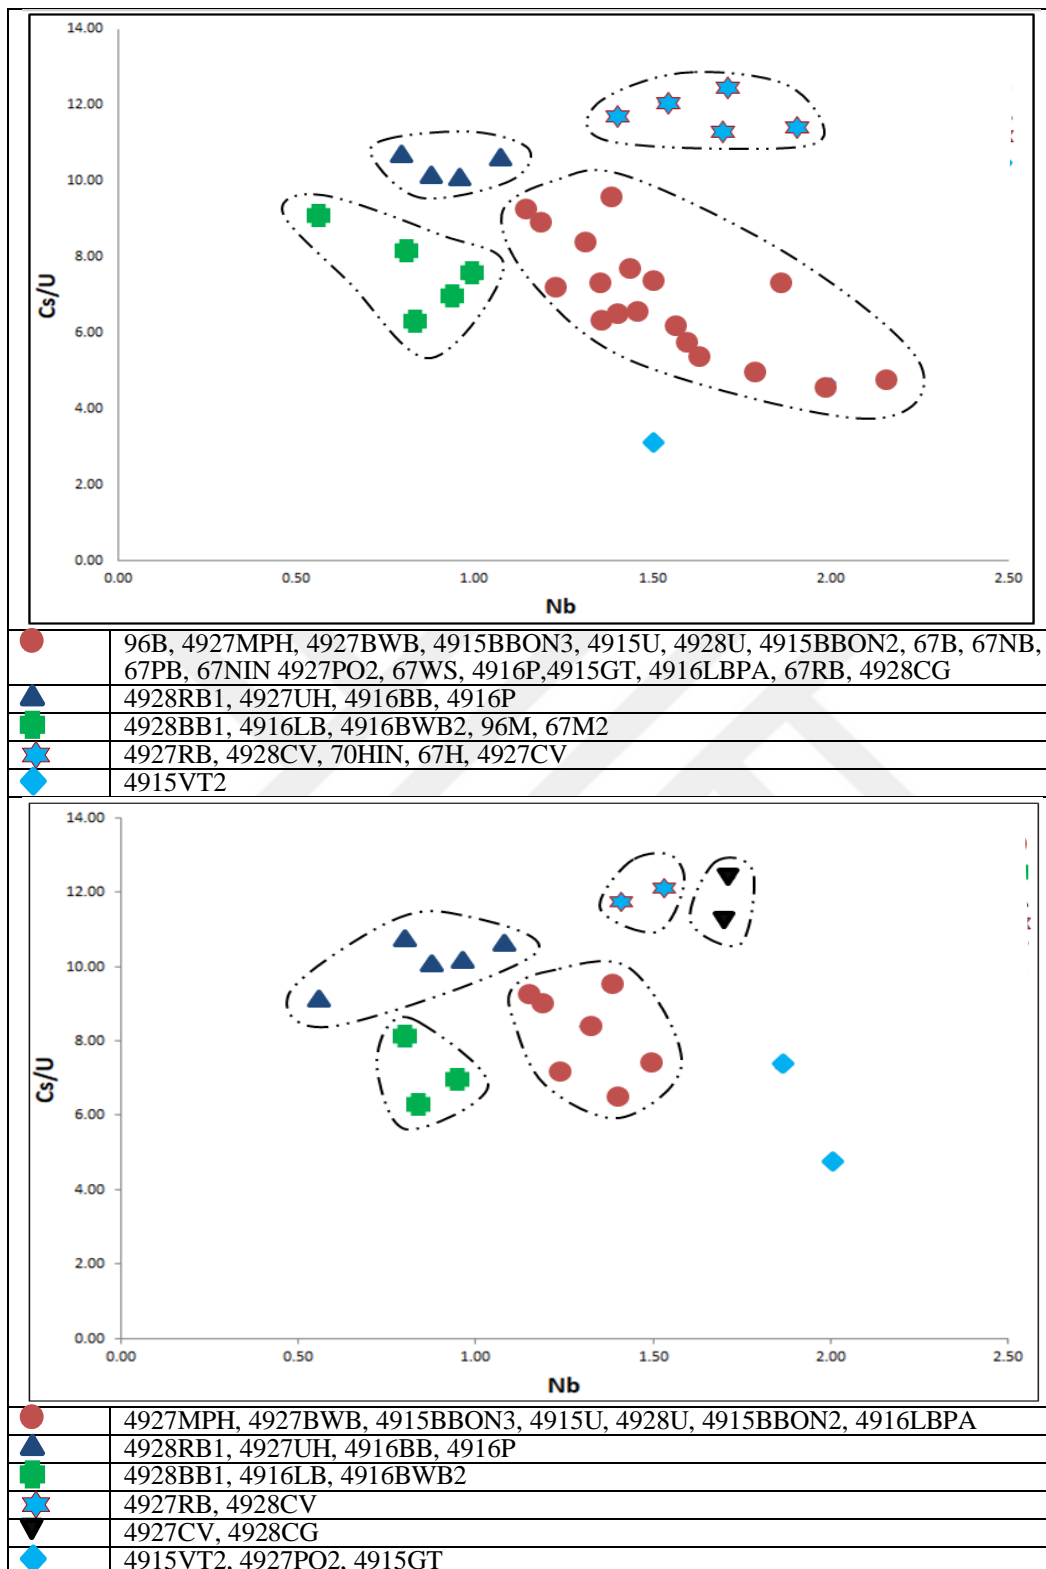 14.00
12.00
10.00
8.00
6.00
4.00
2.00
0.00
Cs/U
0.00 0.50 1.00 1.50 2.00 2.50
Nb
96B, 4927MPH, 4927BWB, 4915BBON3, 4915U, 4928U, 4915BBON2, 67B, 67NB,
67PB, 67NIN 4927PO2, 67WS, 4916P,4915GT, 4916LBPA, 67RB, 4928CG
4928RB1, 4927UH, 4916BB, 4916P
4928BB1, 4916LB, 4916BWB2, 96M, 67M2
4927RB, 4928CV, 70HIN, 67H, 4927CV
4915VT2
14.00
12.00
10.00
8.00
6.00
4.00
2.00
0.00
Cs/U
0.00 0.50 1.00 1.50 2.00 2.50
Nb
4927MPH, 4927BWB, 4915BBON3, 4915U, 4928U, 4915BBON2, 4916LBPA
4928RB1, 4927UH, 4916BB, 4916P
4928BB1, 4916LB, 4916BWB2
4927RB, 4928CV
4927CV, 4928CG
4915VT2, 4927PO2, 4915GT